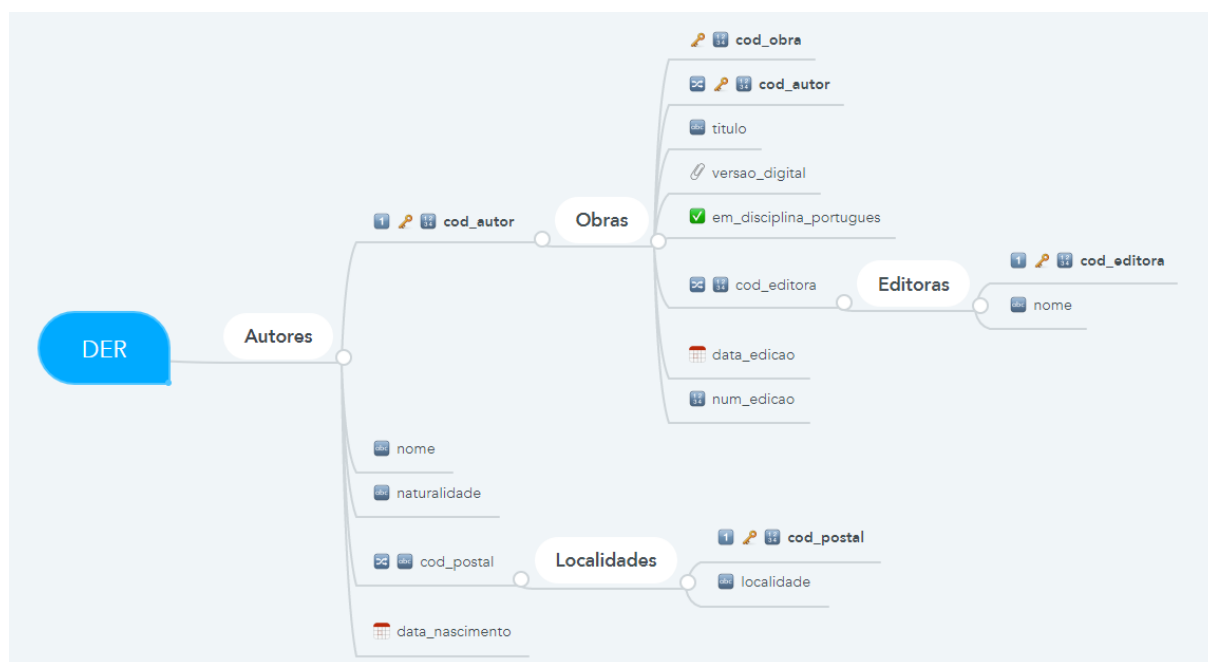 DER
Autores
cod_autor
Obras
cod_obra
cod_autor
titulo
versao_digital
em_disciplina_portugues
cod_editora
Editoras
cod_editora
nome
data_edicao
num_edicao
nome
naturalidade
cod_postal
Localidades
cod_postal
localidade
data_nascimento